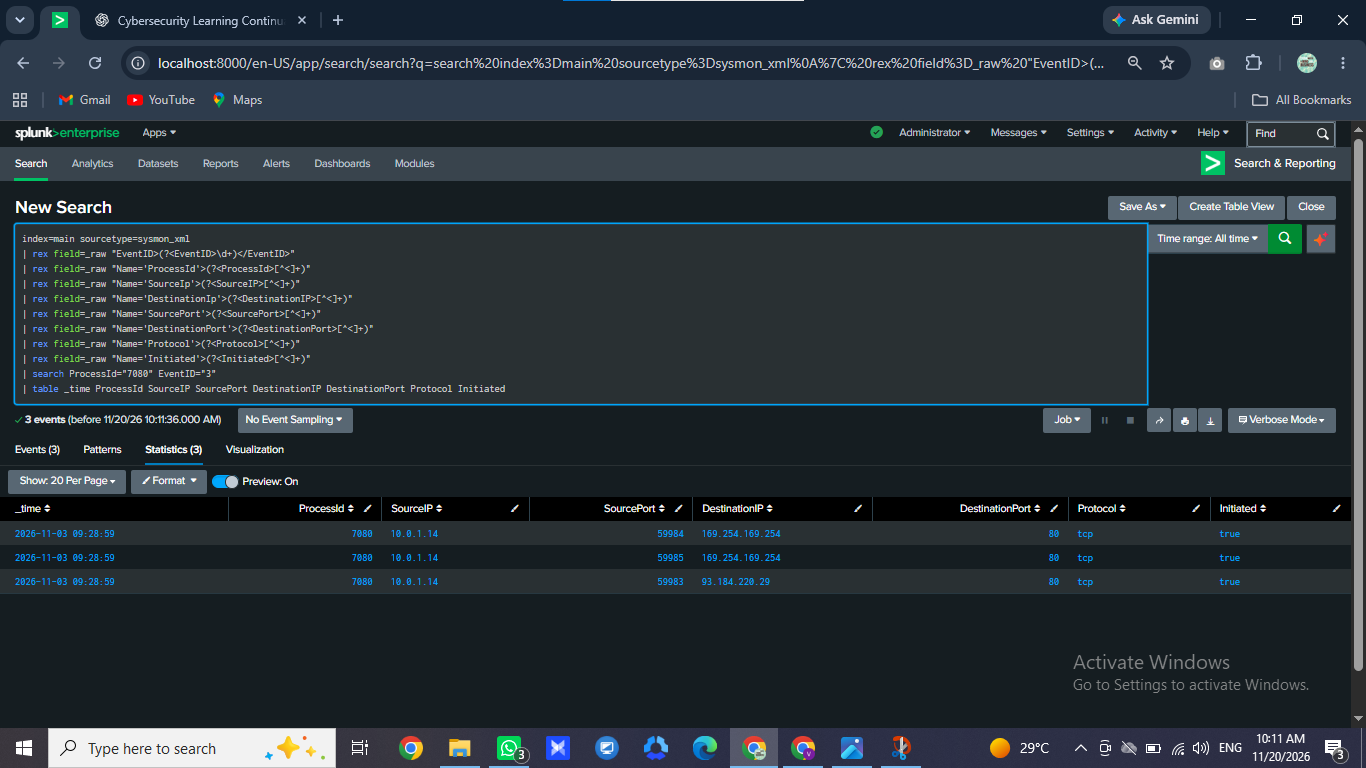 Cybersecurity Learning Continu
Ask Gemini
localhost:8000/en-US/app/search/search?q=search%20index%3Dmain%20sourcetype%3Dsysmon_xml%0A%7C%20rex%20field%3D_raw%20"EventID>(...
Gmail
YouTube
Maps
All Bookmarks
splunk>enterprise
Apps
Administrator
Messages
Settings
Activity
Help
Find
Search
Analytics
Datasets
Reports
Alerts
Dashboards
Modules
Search & Reporting
New Search
Save As
Create Table View
Close
index=main sourcetype=sysmon_xml
| rex field=_raw "EventID>(?<EventID>\d+)</EventID>"
| rex field=_raw "Name='ProcessId'>(?<ProcessId>[^<]+)"
| rex field=_raw "Name='SourceIp'>(?<SourceIP>[^<]+)"
| rex field=_raw "Name='DestinationIp'>(?<DestinationIP>[^<]+)"
| rex field=_raw "Name='SourcePort'>(?<SourcePort>[^<]+)"
| rex field=_raw "Name='DestinationPort'>(?<DestinationPort>[^<]+)"
| rex field=_raw "Name='Protocol'>(?<Protocol>[^<]+)"
| rex field=_raw "Name='Initiated'>(?<Initiated>[^<]+)"
| search ProcessId="7080" EventID="3"
| table _time ProcessId SourceIP SourcePort DestinationIP DestinationPort Protocol Initiated
Time range: All time
✓ 3 events (before 11/20/26 10:11:36.000 AM)
No Event Sampling
Job
Verbose Mode
Events (3)
Patterns
Statistics (3)
Visualization
Show: 20 Per Page
Format
Preview: On
_time ProcessId SourceIP SourcePort DestinationIP DestinationPort Protocol Initiated
2026-11-03 09:28:59 7080 10.0.1.14 59984 169.254.169.254 80 tcp true
2026-11-03 09:28:59 7080 10.0.1.14 59985 169.254.169.254 80 tcp true
2026-11-03 09:28:59 7080 10.0.1.14 59983 93.184.220.29 80 tcp true
Activate Windows
Go to Settings to activate Windows.
Type here to search
3
29°C
ENG
10:11 AM
11/20/2026
3